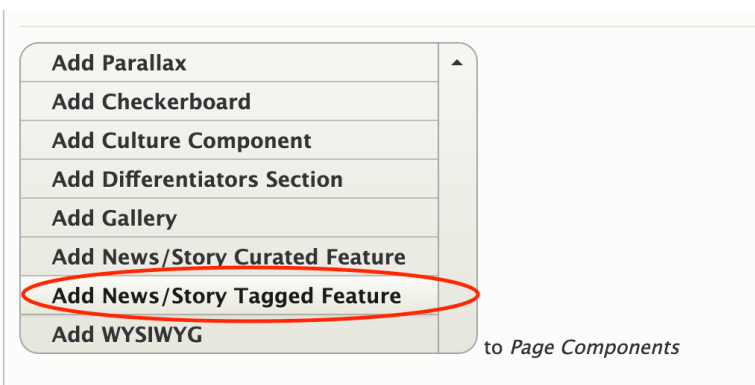 Add Parallax
Add Checkerboard
Add Culture Component
Add Differentiators Section
Add Gallery
Add News/Story Curated Feature
Add News/Story Tagged Feature
Add WYSIWYG
to Page Components